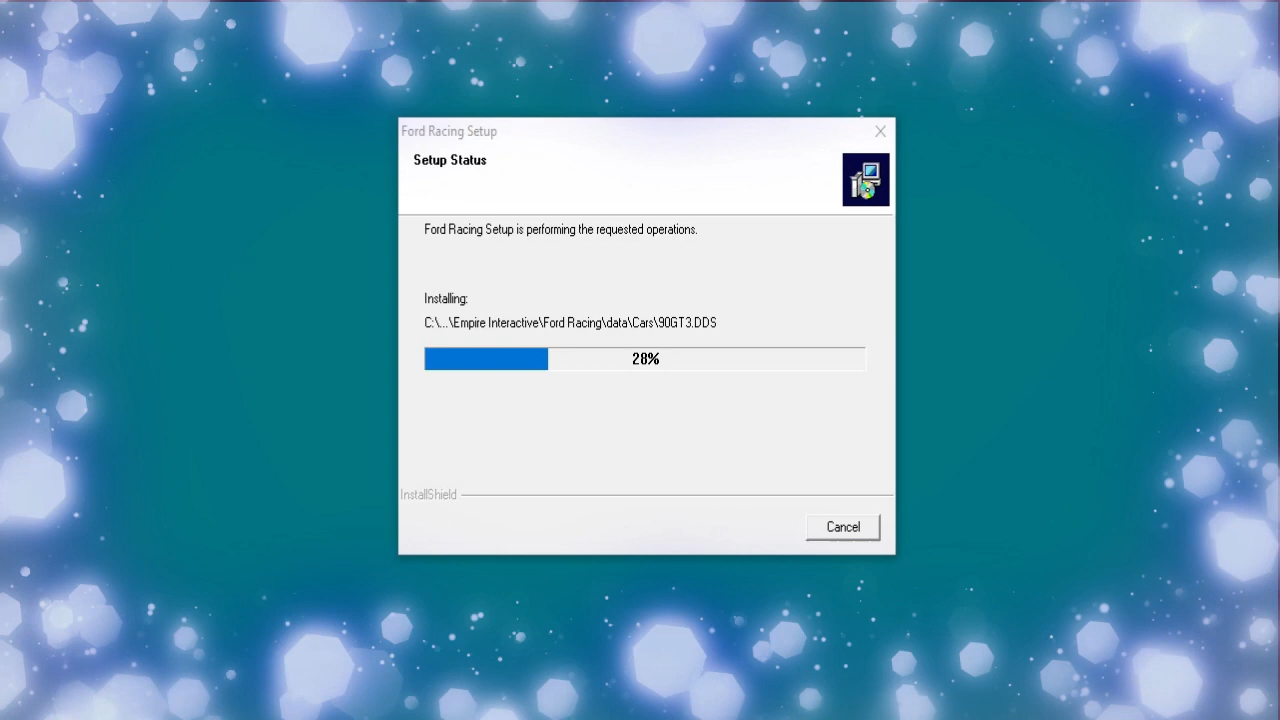 Ford Racing Setup
Setup Status
Ford Racing Setup is performing the requested operations.
Installing:
C:\...\Empire Interactive\Ford Racing\data\Cars\90GT3.DDS
28%
InstallShield
Cancel